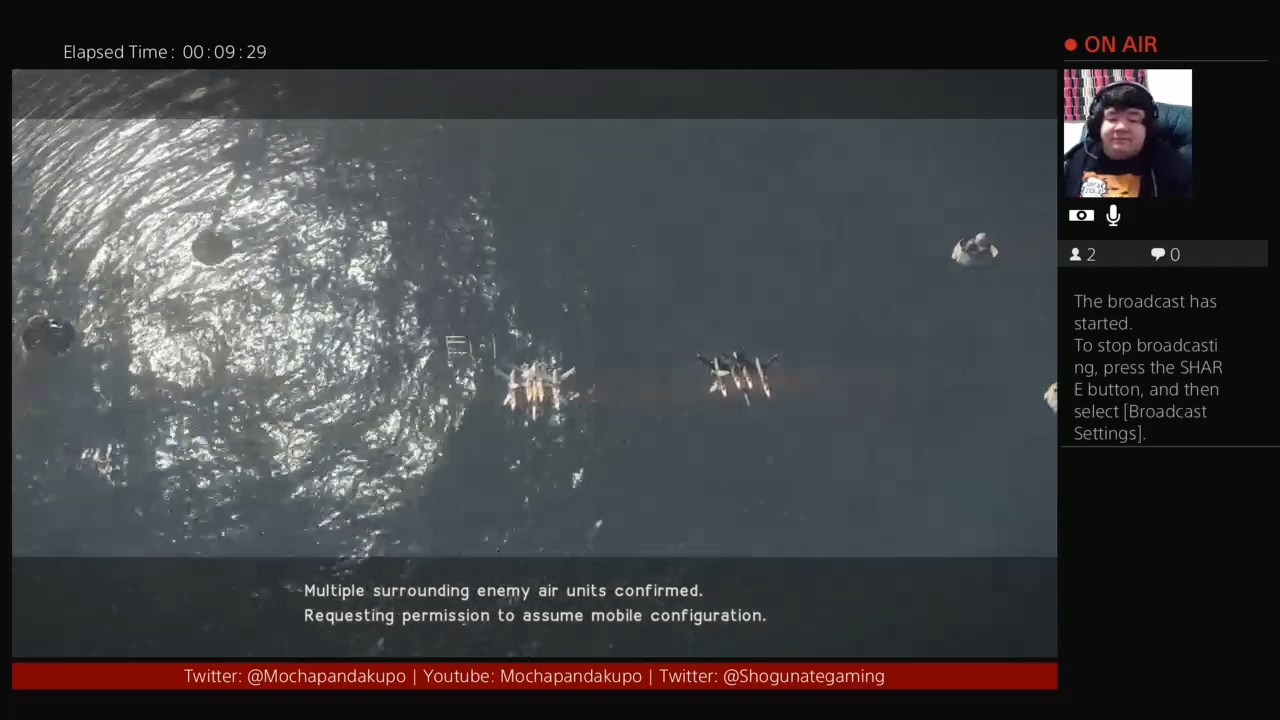 Elapsed Time: 00:09:29
ON AIR
2
0
The broadcast has
started.
To stop broadcasti
ng, press the SHAR
E button, and then
select [Broadcast
Settings].
Multiple surrounding enemy air units confirmed.
Requesting permission to assume mobile configuration.
Twitter: @Mochapandakupo | Youtube: Mochapandakupo | Twitter: @Shogunategaming